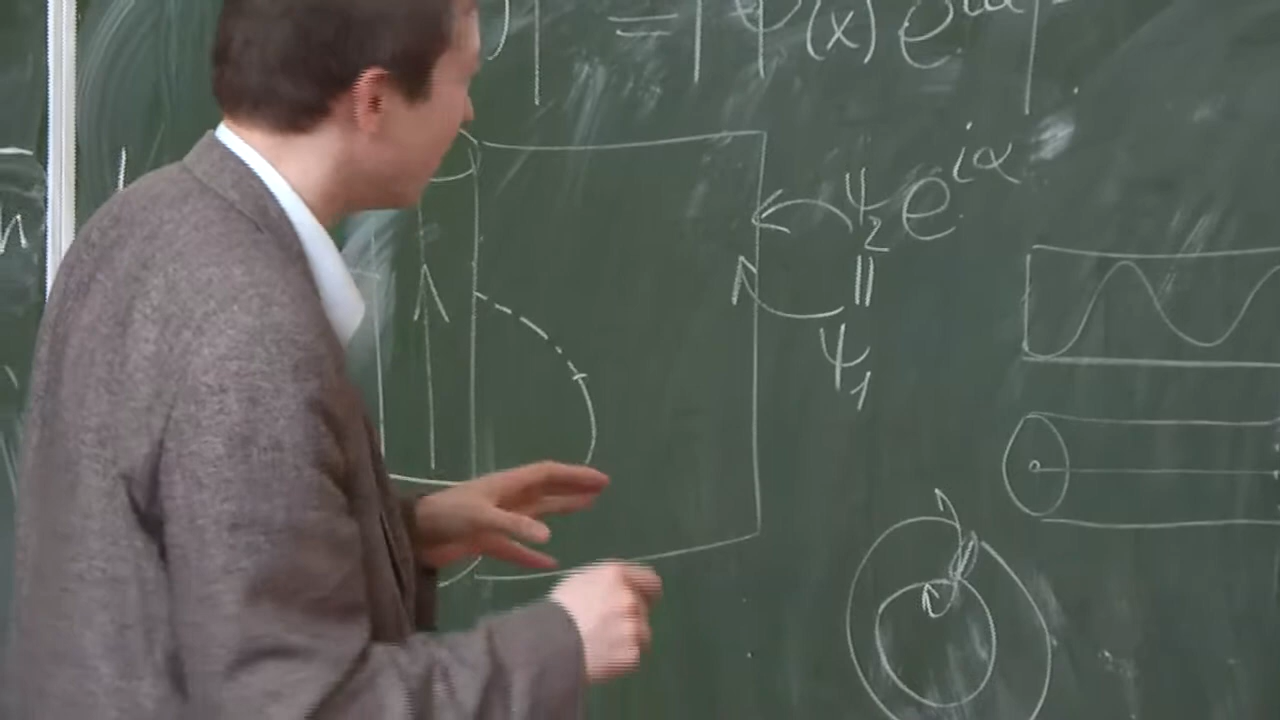 )| = |Ψ(x) e^{iα}|
Ψ₂ e^{iα}
=
Ψ₁
n